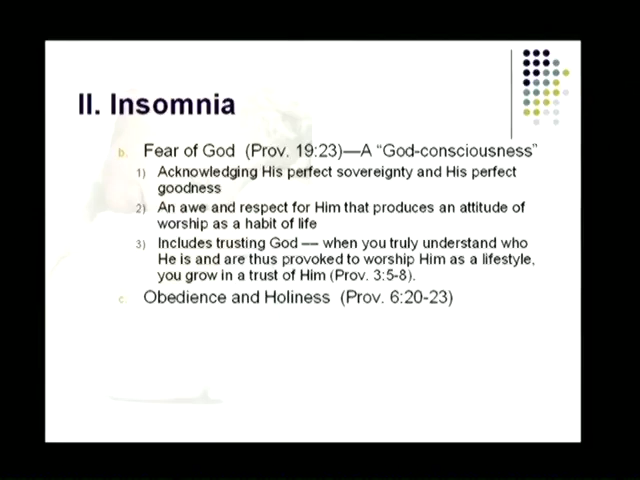 II. Insomnia
b. Fear of God (Prov. 19:23)—A “God-consciousness”
1) Acknowledging His perfect sovereignty and His perfect
goodness
2) An awe and respect for Him that produces an attitude of
worship as a habit of life
3) Includes trusting God — when you truly understand who
He is and are thus provoked to worship Him as a lifestyle,
you grow in a trust of Him (Prov. 3:5-8).
c. Obedience and Holiness (Prov. 6:20-23)